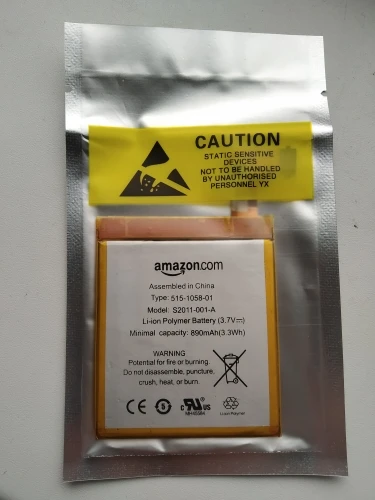 CAUTION
STATIC SENSITIVE
DEVICES
NOT TO BE HANDLED
BY UNAUTHORISED
PERSONNEL YX
amazon.com
Assembled in China
Type: 515-1058-01
Model: S2011-001-A
Li-ion Polymer Battery (3.7V⎓)
Minimal capacity: 890mAh(3.3Wh)
WARNING
Potential for fire or burning.
Do not disassemble, puncture,
crush, heat, or burn.